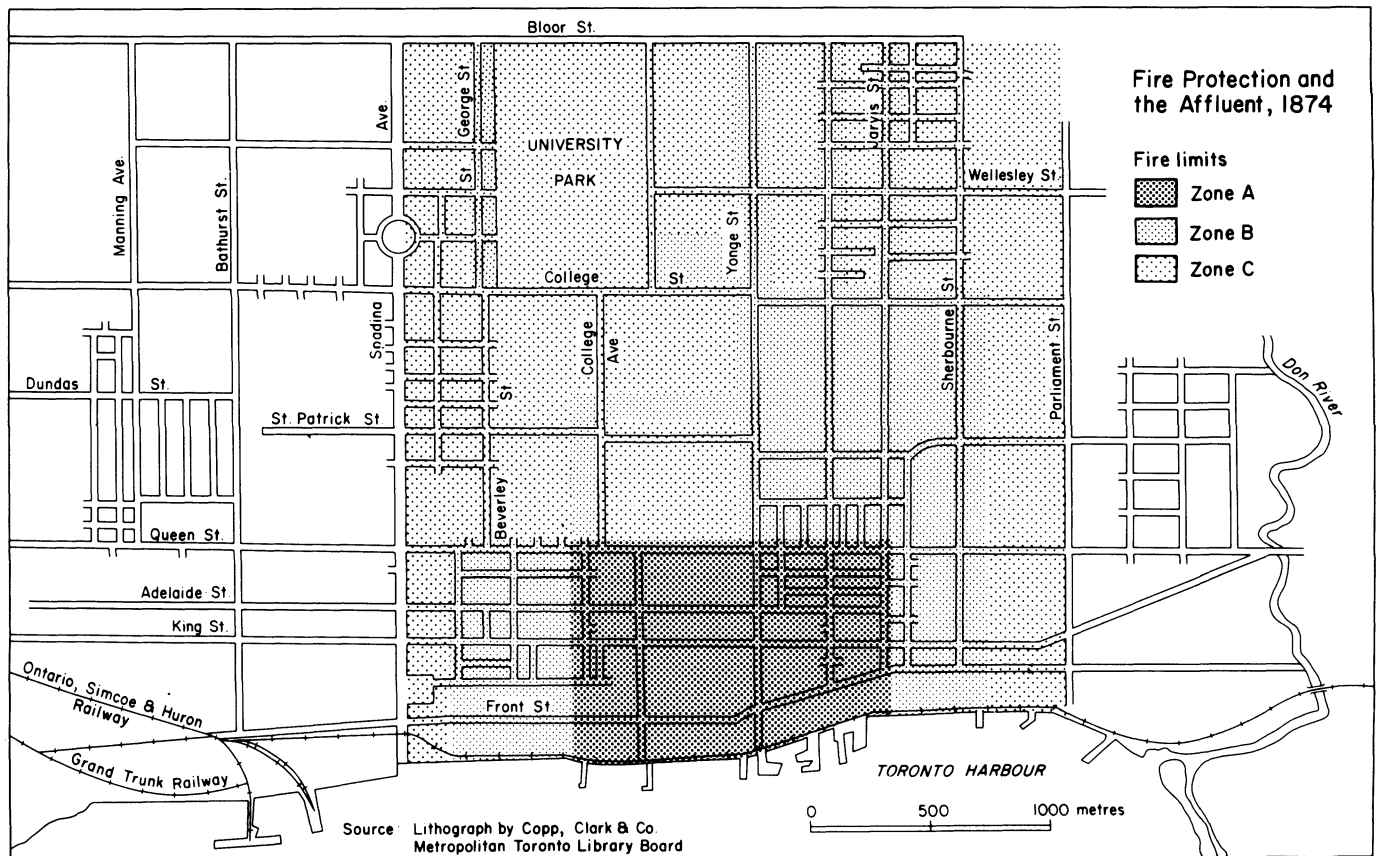 Bloor St.
Fire Protection and
the Affluent, 1874
Fire limits
Zone A
Zone B
Zone C
Manning Ave.
Bathurst St.
Ave.
George St
St
UNIVERSITY
PARK
Yonge St
Jarvis St.
Wellesley St.
College
St
Spadina
College
Ave
Sherbourne St
Parliament St
Don River
Dundas
St.
St. Patrick St.
St
Beverley
Queen St.
Adelaide St.
King St.
Ontario, Simcoe & Huron
Railway
Front St.
Grand Trunk Railway
TORONTO HARBOUR
0 500 1000 metres
Source: Lithograph by Copp, Clark & Co.
Metropolitan Toronto Library Board